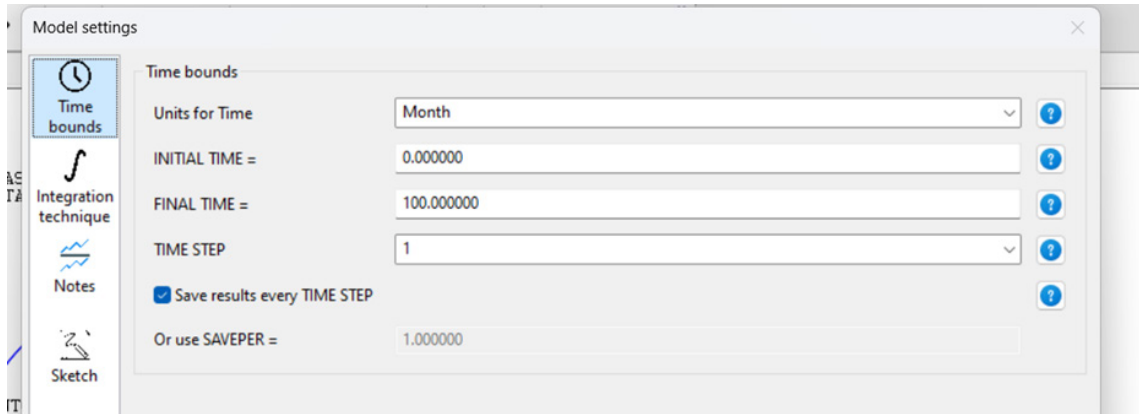 Model settings
Time
bounds
Time bounds
Units for Time
Month
INITIAL TIME =
0.000000
Integration
technique
FINAL TIME =
100.000000
TIME STEP
1
Notes
Save results every TIME STEP
Or use SAVEPER =
1.000000
Sketch